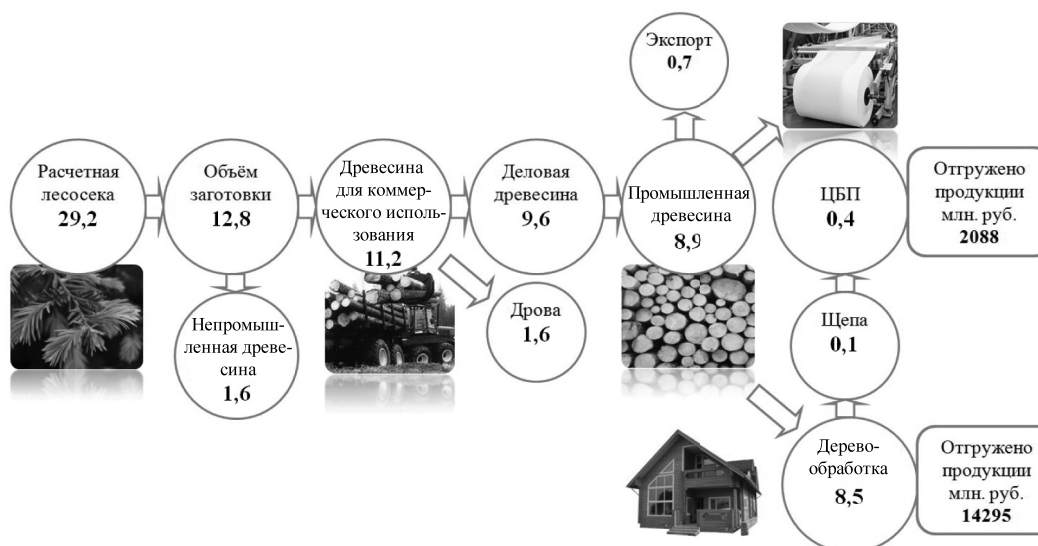 Экспорт
0,7
Расчетная
лесосека
29,2
Объём
заготовки
12,8
Древесина
для коммер-
ческого исполь-
зования
11,2
Деловая
древесина
9,6
Промышленная
древесина
8,9
ЦБП
0,4
Отгружено
продукции
млн. руб.
2088
Непромыш-
ленная древе-
сина
1,6
Дрова
1,6
Щепа
0,1
Дерево-
обработка
8,5
Отгружено
продукции
млн. руб.
14295